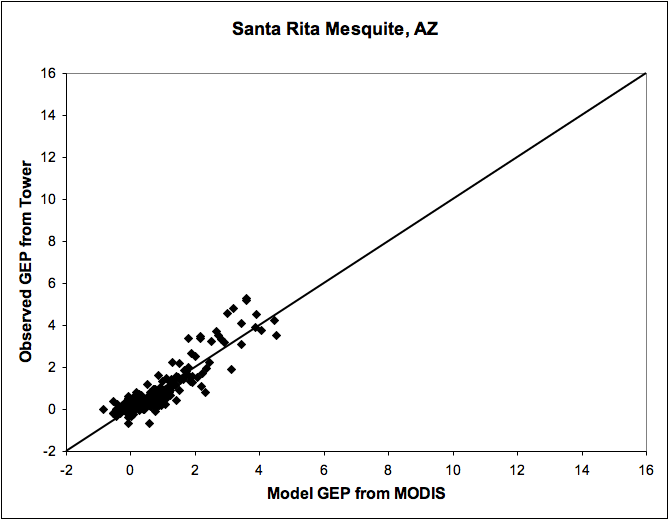 Santa Rita Mesquite, AZ
16
14
12
10
8
6
4
2
0
-2
Observed GEP from Tower
-2 0 2 4 6 8 10 12 14 16
Model GEP from MODIS